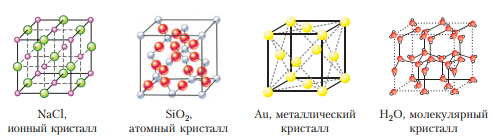 NaCl,
ионный кристалл
SiO₂,
атомный кристалл
Au, металлический
кристалл
H₂O, молекулярный
кристалл